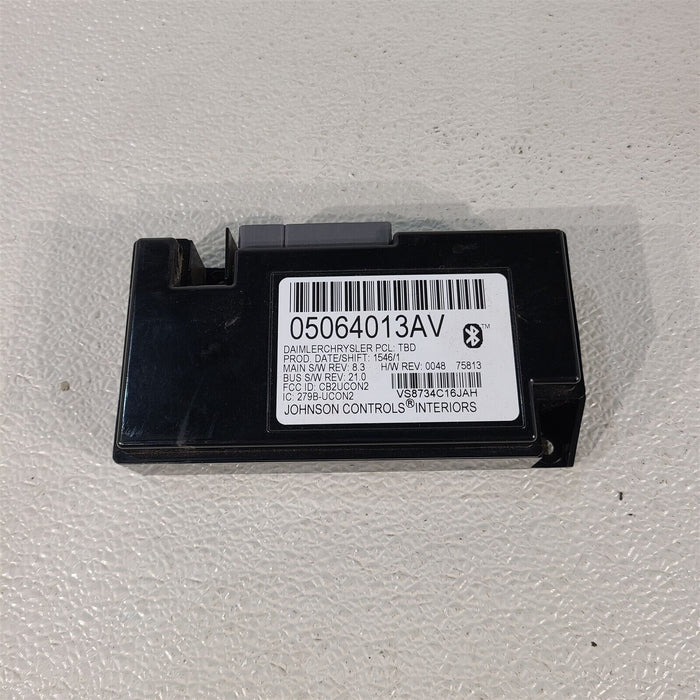 05064013AV
TM
DAIMLERCHRYSLER PCL: TBD
PROD. DATE/SHIFT: 1546/1
MAIN S/W REV: 8.3 H/W REV: 0048 75813
BUS S/W REV: 21.0
FCC ID: CB2UCON2
IC: 279B-UCON2 VS8734C16JAH
JOHNSON CONTROLS® INTERIORS